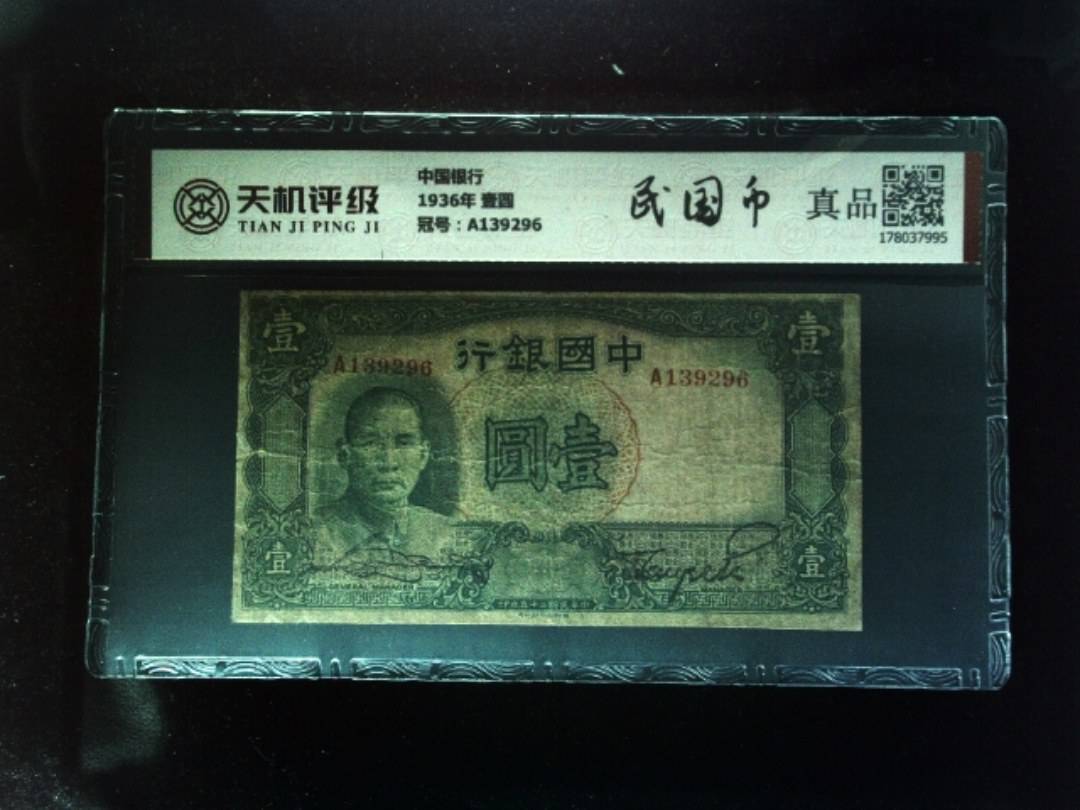 天机评级
TIAN JI PING JI
中国银行
1936年 壹圆
冠号：A139296
民国币
真品
178037995
壹
壹
行銀國中
A139296
A139296
圓壹
壹
壹